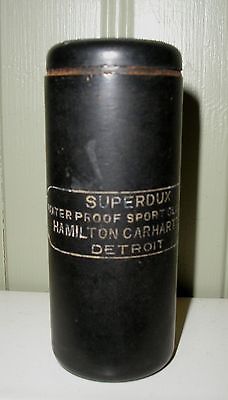 SUPERDUX
WATER PROOF SPORT
HAMILTON CARHART
DETROIT